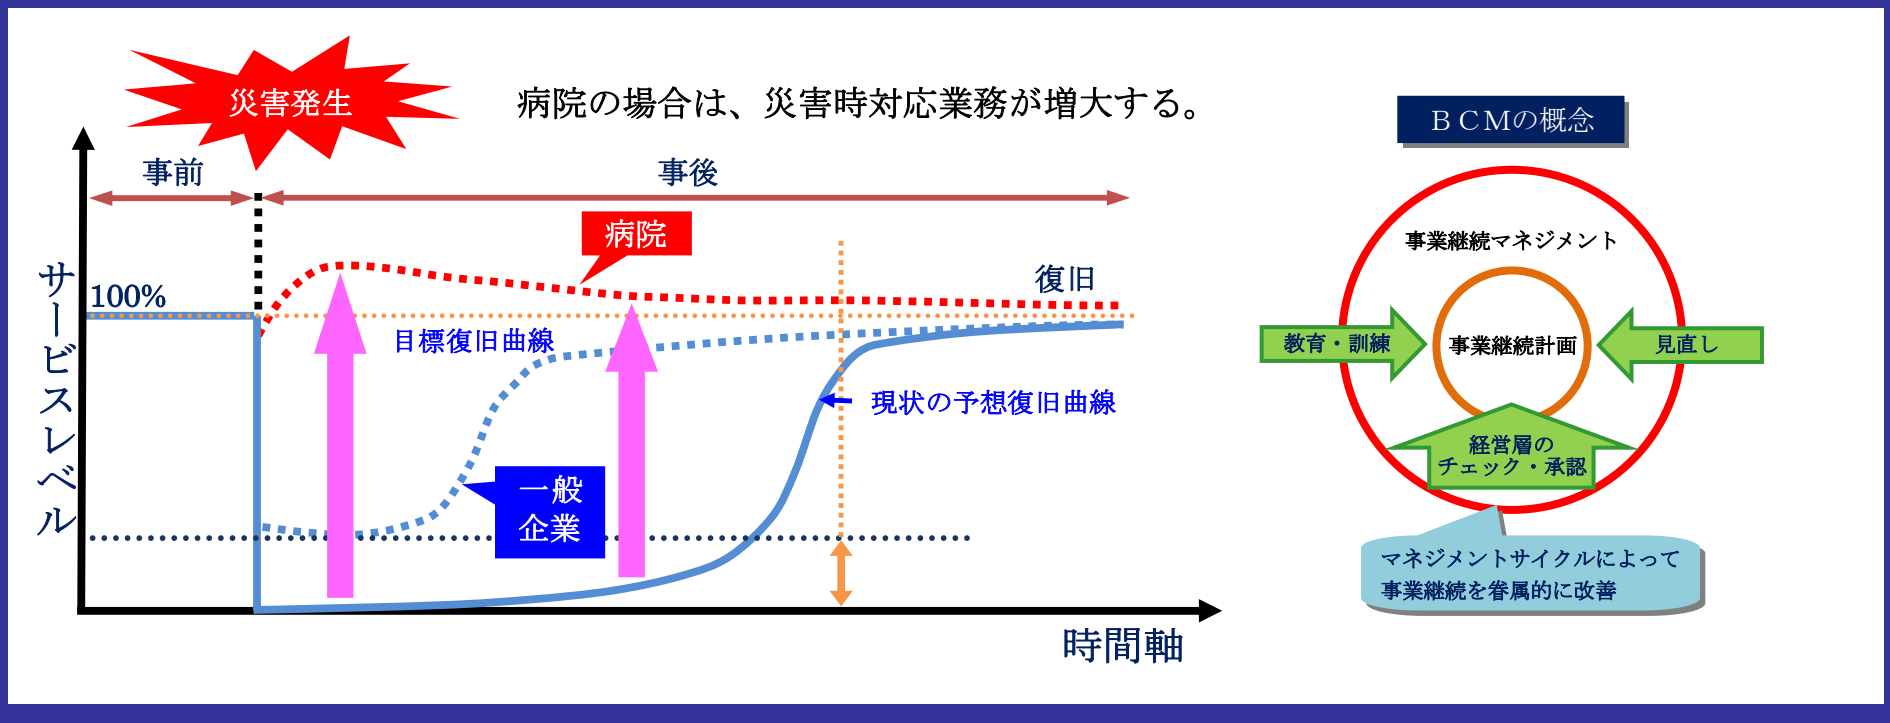 災害発生
病院の場合は、災害時対応業務が増大する。
事前
事後
病院
復旧
100%
目標復旧曲線
サービスレベル
現状の予想復旧曲線
一般
企業
時間軸
ＢＣＭの概念
事業継続マネジメント
教育・訓練
事業継続計画
見直し
経営層の
チェック・承認
マネジメントサイクルによって
事業継続を眷属的に改善